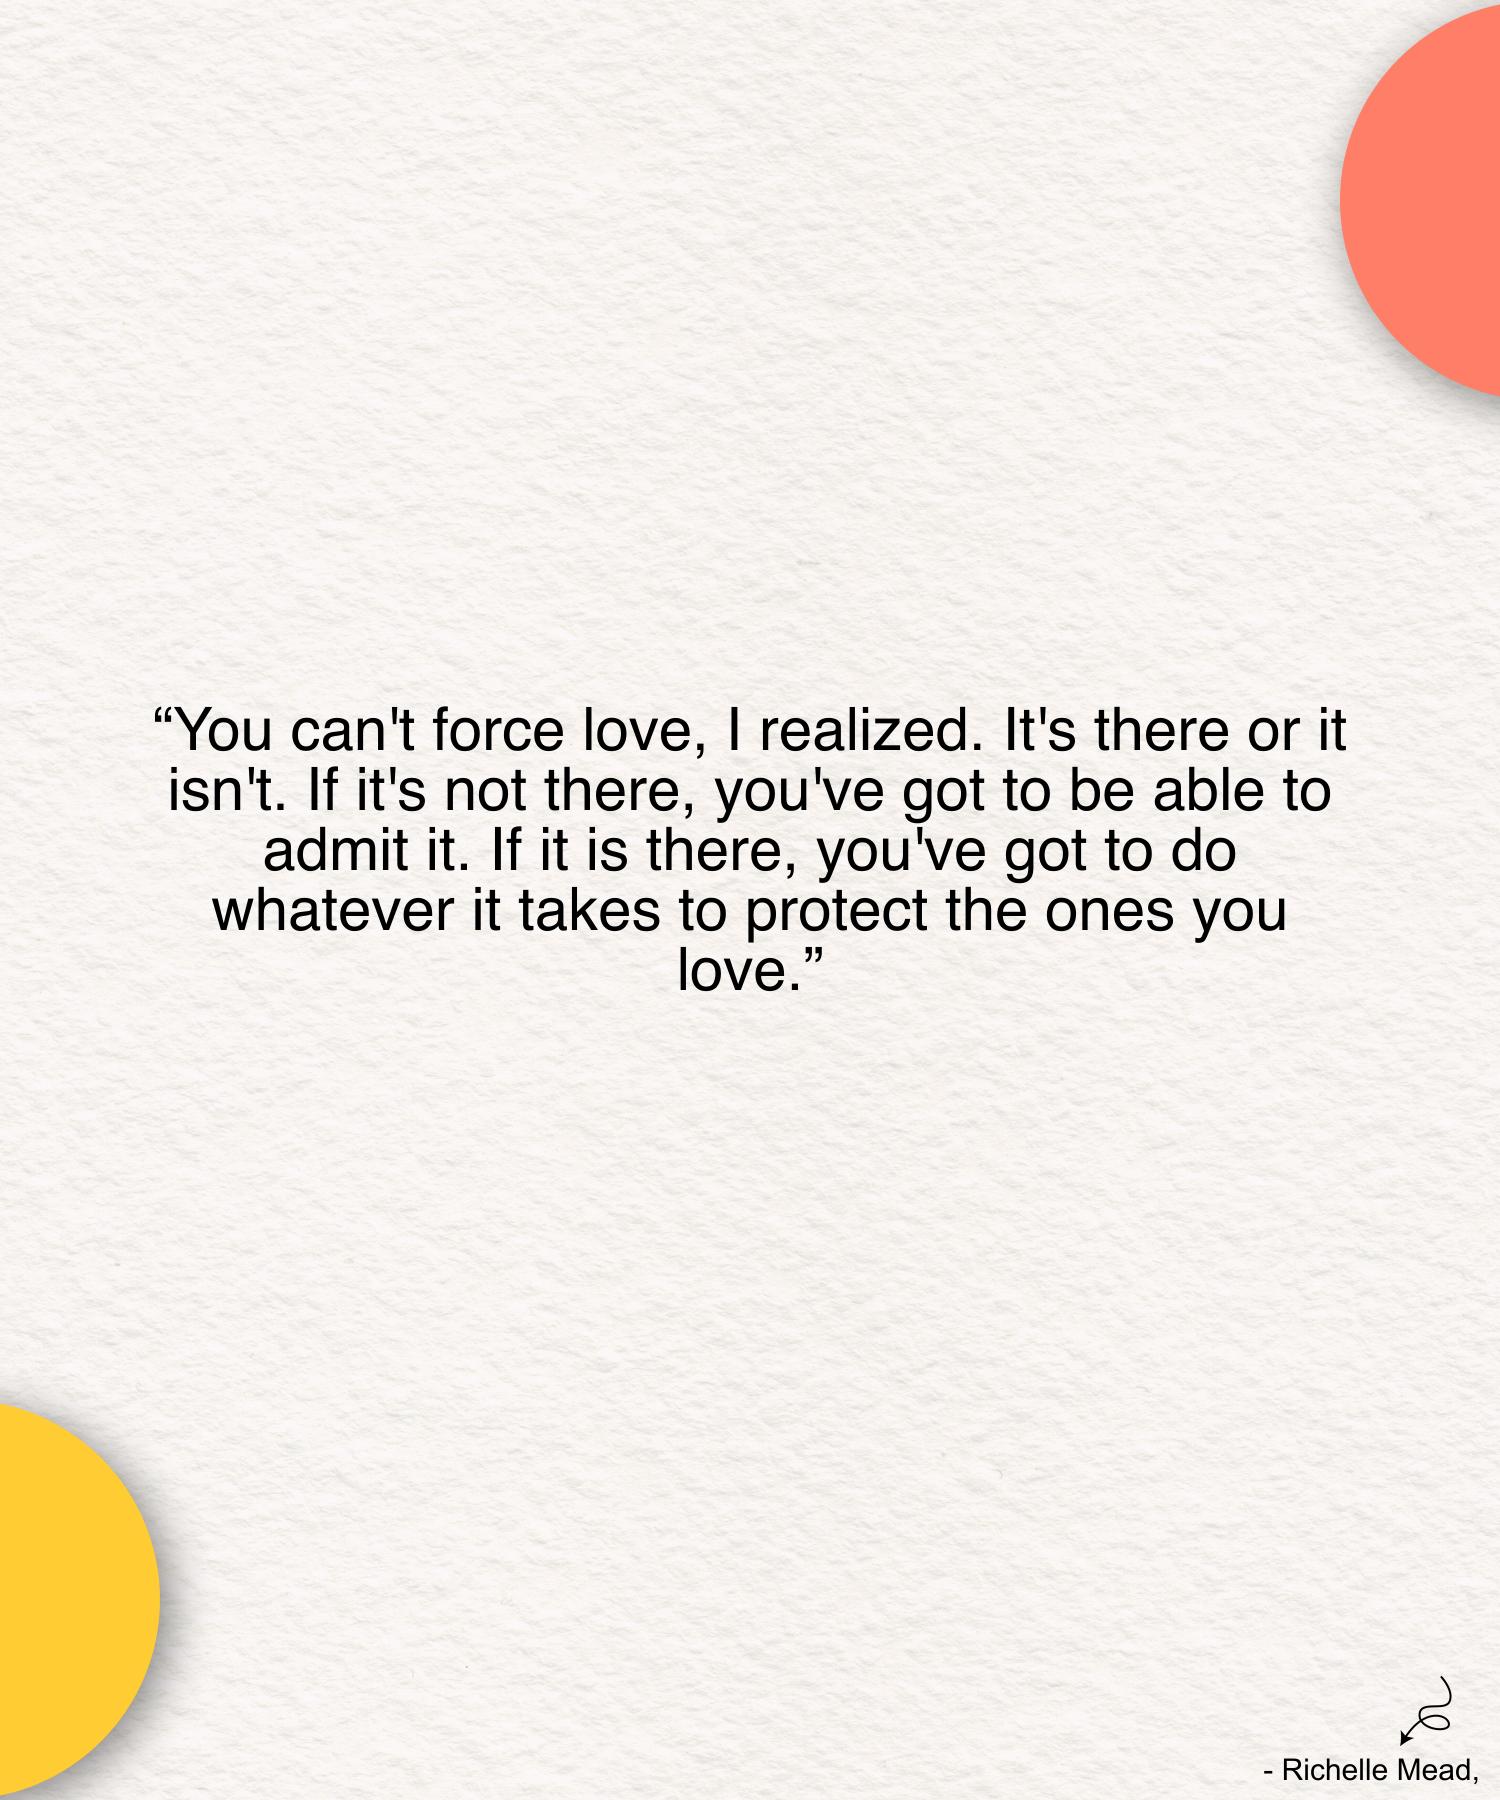 “You can't force love, I realized. It's there or it
isn't. If it's not there, you've got to be able to
admit it. If it is there, you've got to do
whatever it takes to protect the ones you
love.”
- Richelle Mead,